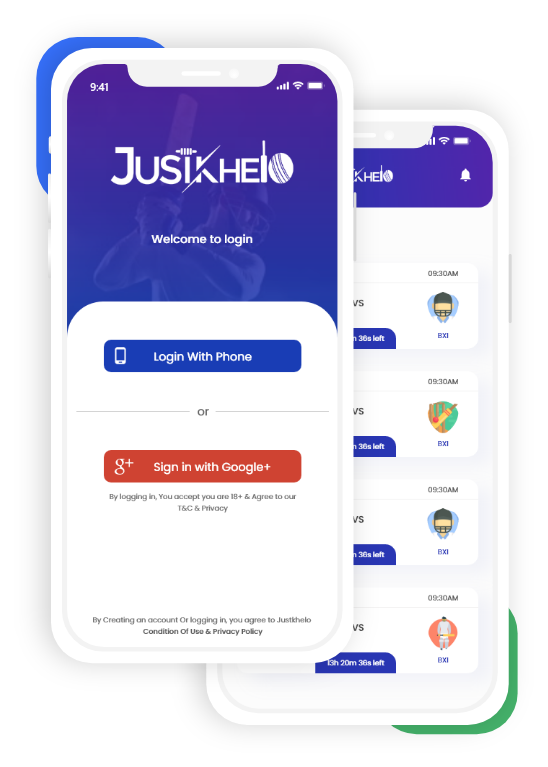 9:41
JUSTKHELO
Welcome to login
Login With Phone
or
g+ Sign in with Google+
By logging in, You accept you are 18+ & Agree to our
T&C & Privacy
By Creating an account Or logging in, you agree to Justkhelo
Condition Of Use & Privacy Policy
KHELO
09:30AM
VS
36s left
BXI
09:30AM
VS
36s left
BXI
09:30AM
VS
36s left
BXI
09:30AM
VS
13h 20m 36s left
BXI